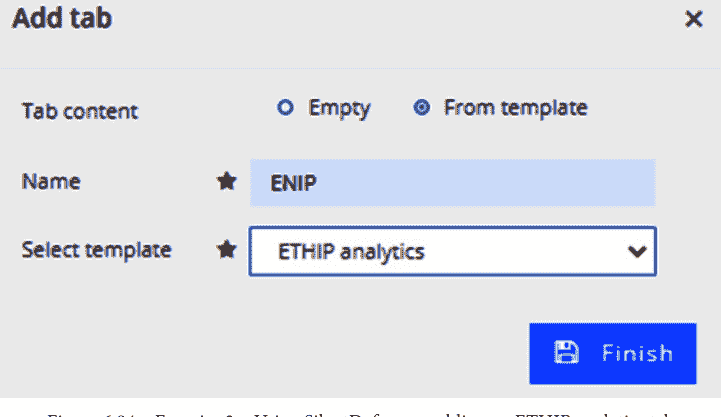 Add tab
Tab content Empty From template
Name ENIP
Select template ETHIP analytics
Finish